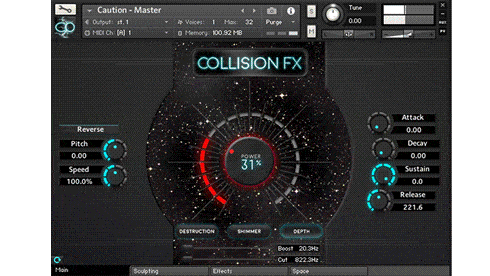 Caution - Master
Output: st. 1
Voices: 1
Max: 32
Purge
MIDI Ch: [A] 1
Memory: 100.92 MB
S
M
Tune
0.00
COLLISION FX
Reverse
Pitch
0.00
Speed
100.0%
POWER
31%
Attack
0.00
Decay
0.00
Sustain
0.0
Release
221.6
DESTRUCTION
SHIMMER
DEPTH
Boost 20.3Hz
Cut 822.3Hz
Main
Sculpting
Effects
Space